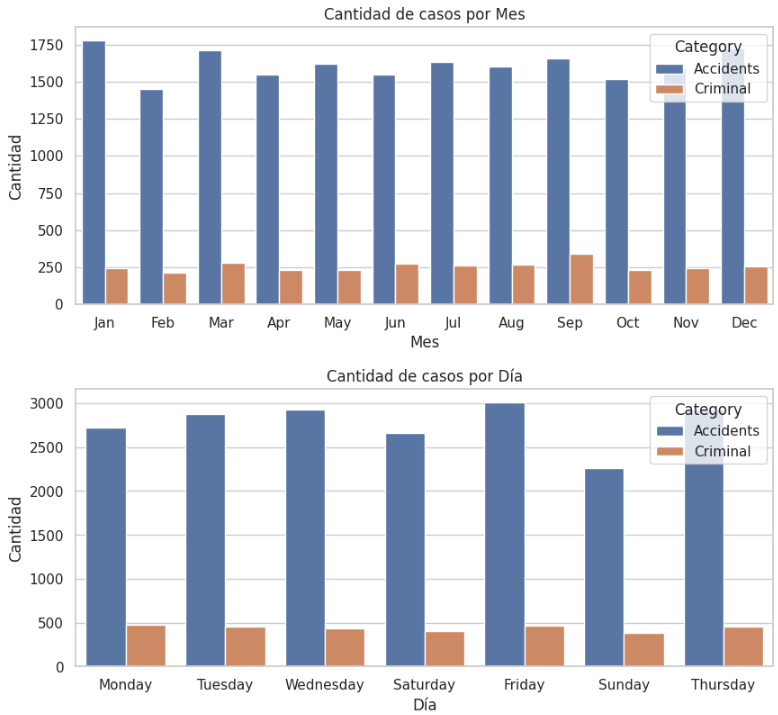 Cantidad de casos por Mes
Cantidad
1750
1500
1250
1000
750
500
250
0
Category
Accidents
Criminal
Jan Feb Mar Apr May Jun Jul Aug Sep Oct Nov Dec
Mes
Cantidad de casos por Día
Cantidad
3000
2500
2000
1500
1000
500
0
Category
Accidents
Criminal
Monday Tuesday Wednesday Saturday Friday Sunday Thursday
Día